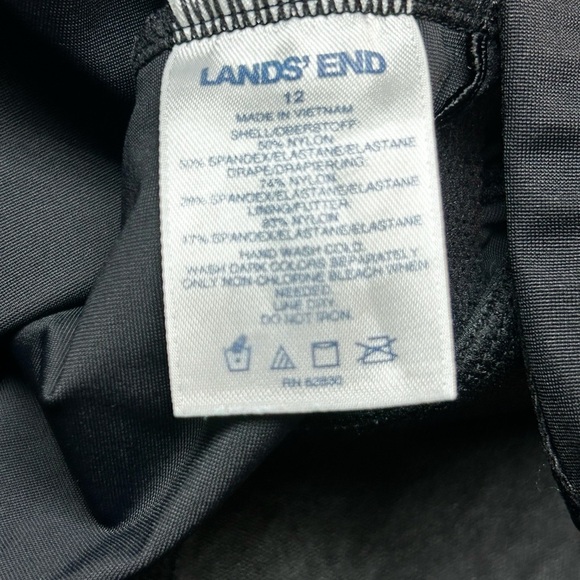 LANDS' END
12
MADE IN VIETNAM
SHELL/OBERSTOFF:
50% NYLON
50% SPANDEX/ELASTANE/ELASTANE
DRAPE/DRAPIERUNG:
74% NYLON
26% SPANDEX/ELASTANE/ELASTANE
LINING/FUTTER:
83% NYLON
17% SPANDEX/ELASTANE/ELASTANE
HAND WASH COLD.
WASH DARK COLORS SEPARATELY.
ONLY NON-CHLORINE BLEACH WHEN
NEEDED.
LINE DRY.
DO NOT IRON.
RN 62830